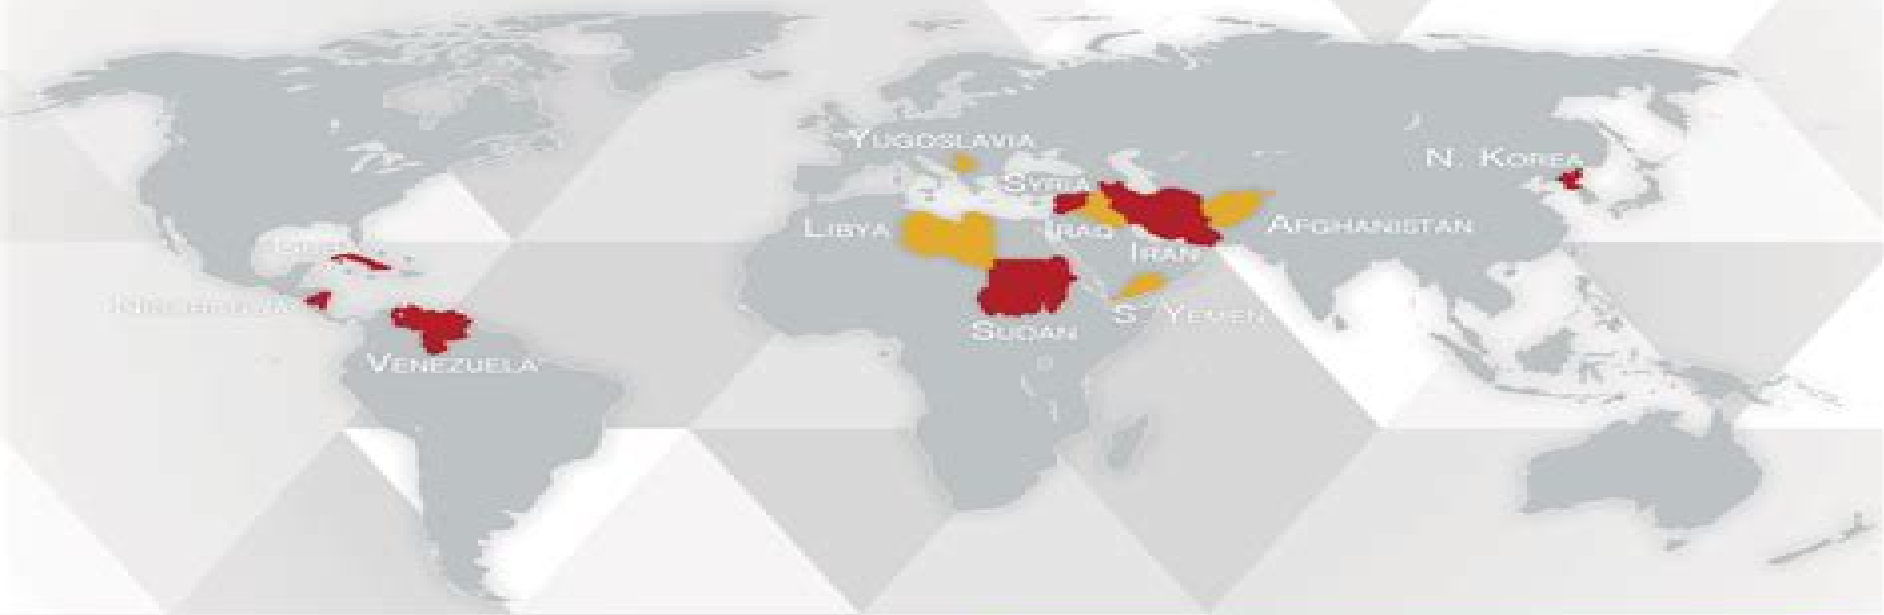 Yugoslavia
N. Korea
Syria
Libya
Iraq
Afghanistan
Iran
S. Yemen
Sudan
Venezuela